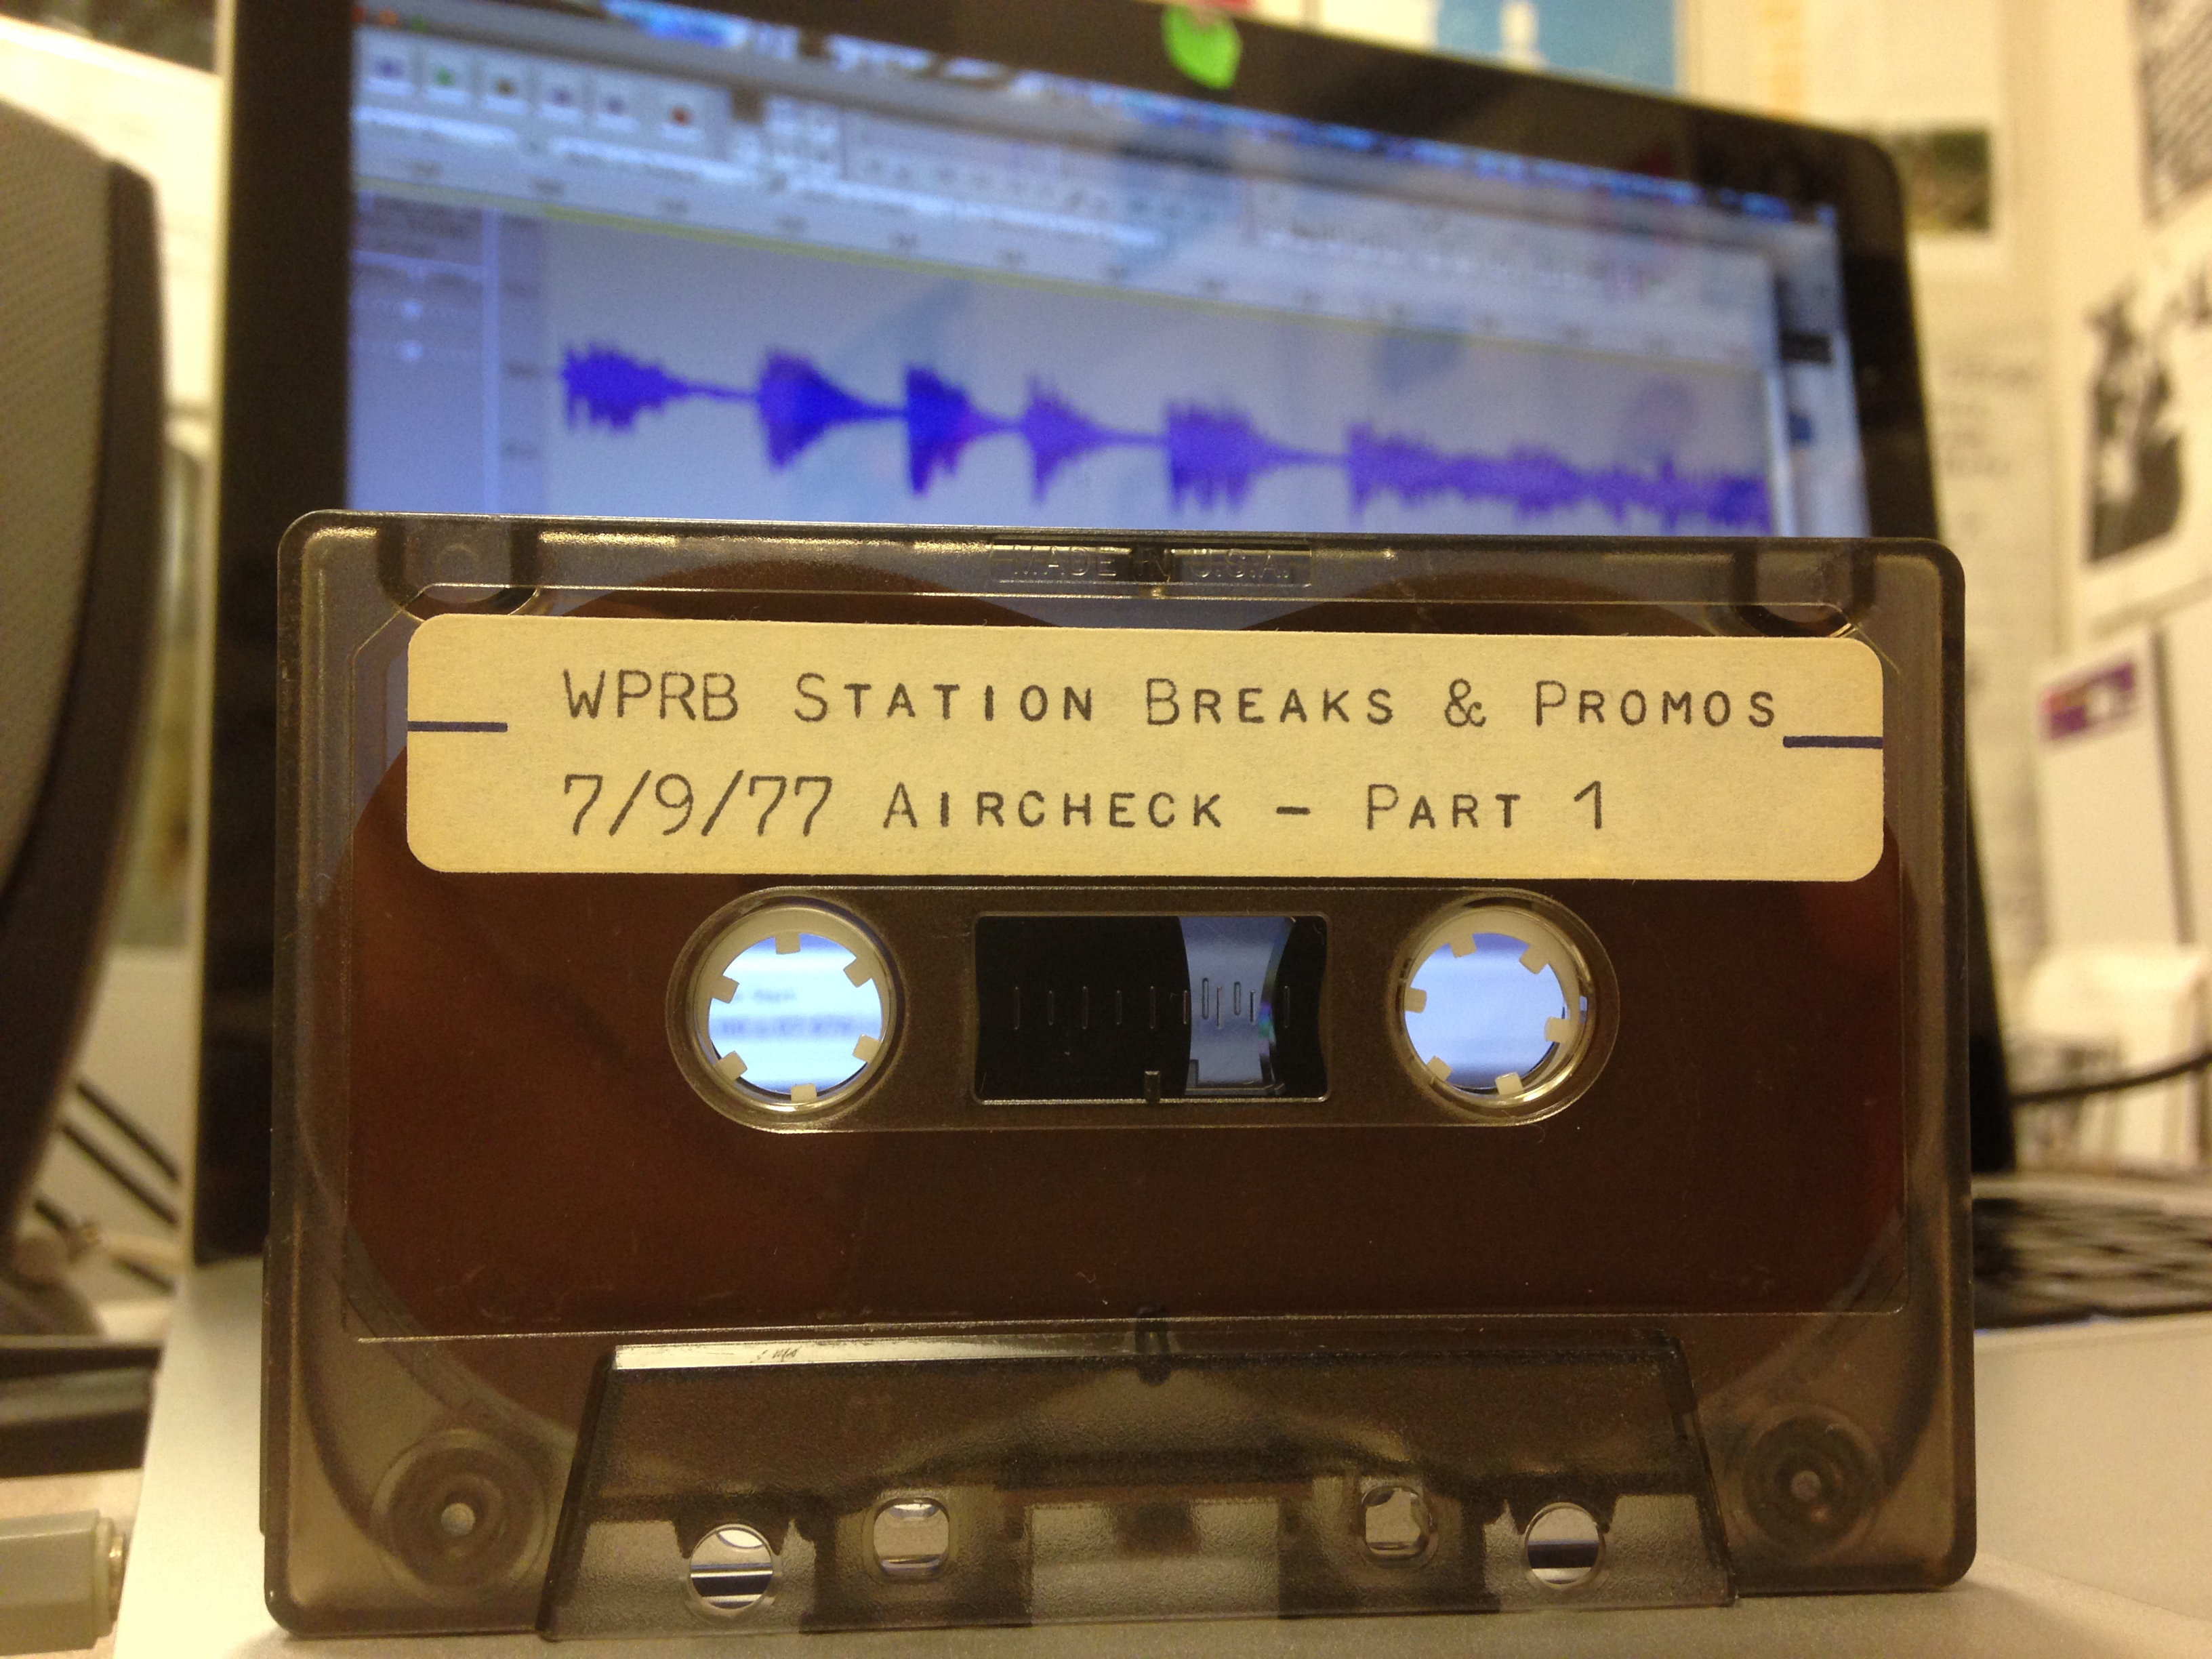 MADE IN U.S.A.
WPRB STATION BREAKS & PROMOS
7/9/77 AIRCHECK - PART 1